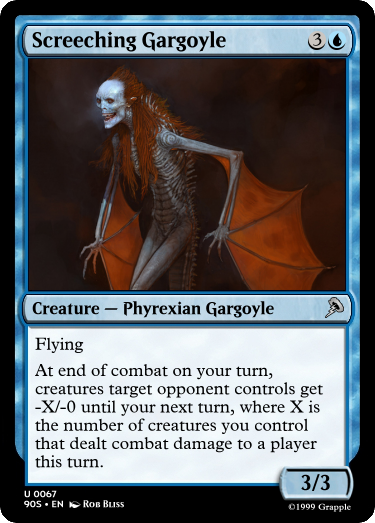 Screeching Gargoyle 3
Creature — Phyrexian Gargoyle
Flying
At end of combat on your turn,
creatures target opponent controls get
-X/-0 until your next turn, where X is
the number of creatures you control
that dealt combat damage to a player
this turn.
3/3
U 0067
90S • EN Rob Bliss
©1999 Grapple